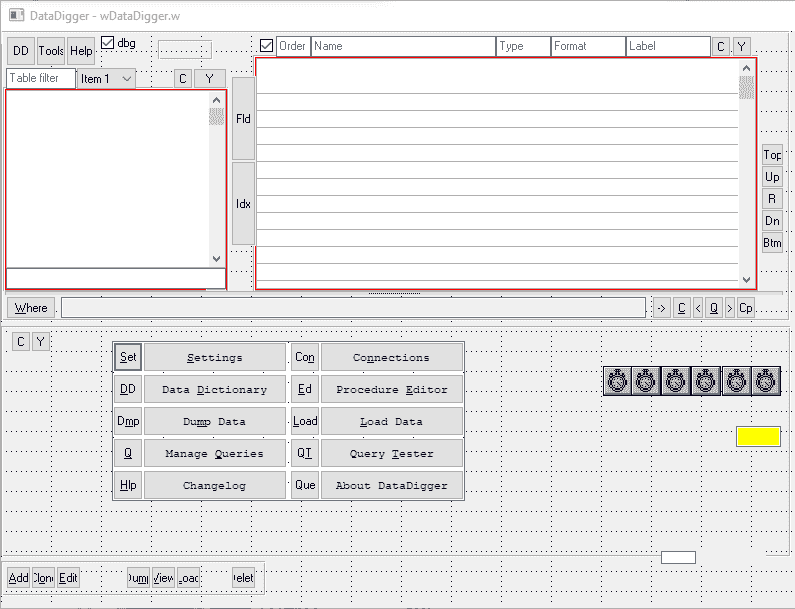 DataDigger - wDataDigger.w
DD Tools Help dbg
Order Name Type Format Label C Y
Table filter Item 1 C Y
Fld
Idx
Top
Up
R
Dn
Btm
Where -> C < Q > Cp
C Y
Set Settings Con Connections
DD Data Dictionary Ed Procedure Editor
Dmp Dump Data Load Load Data
Q Manage Queries QT Query Tester
Hlp Changelog Que About DataDigger
Add Clone Edit Dump View Load Delete